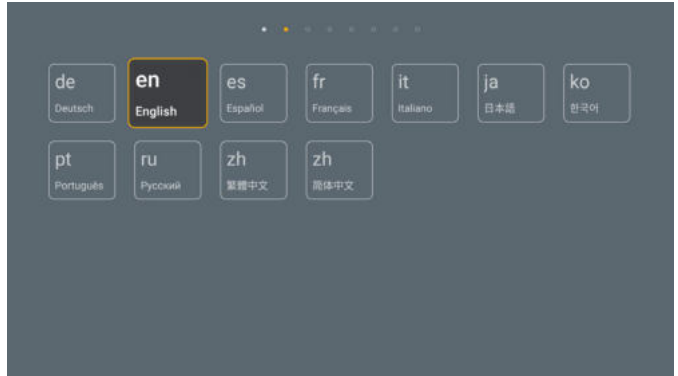 de
Deutsch
en
English
es
Español
fr
Français
it
Italiano
ja
日本語
ko
한국어
pt
Português
ru
Русский
zh
繁體中文
zh
简体中文